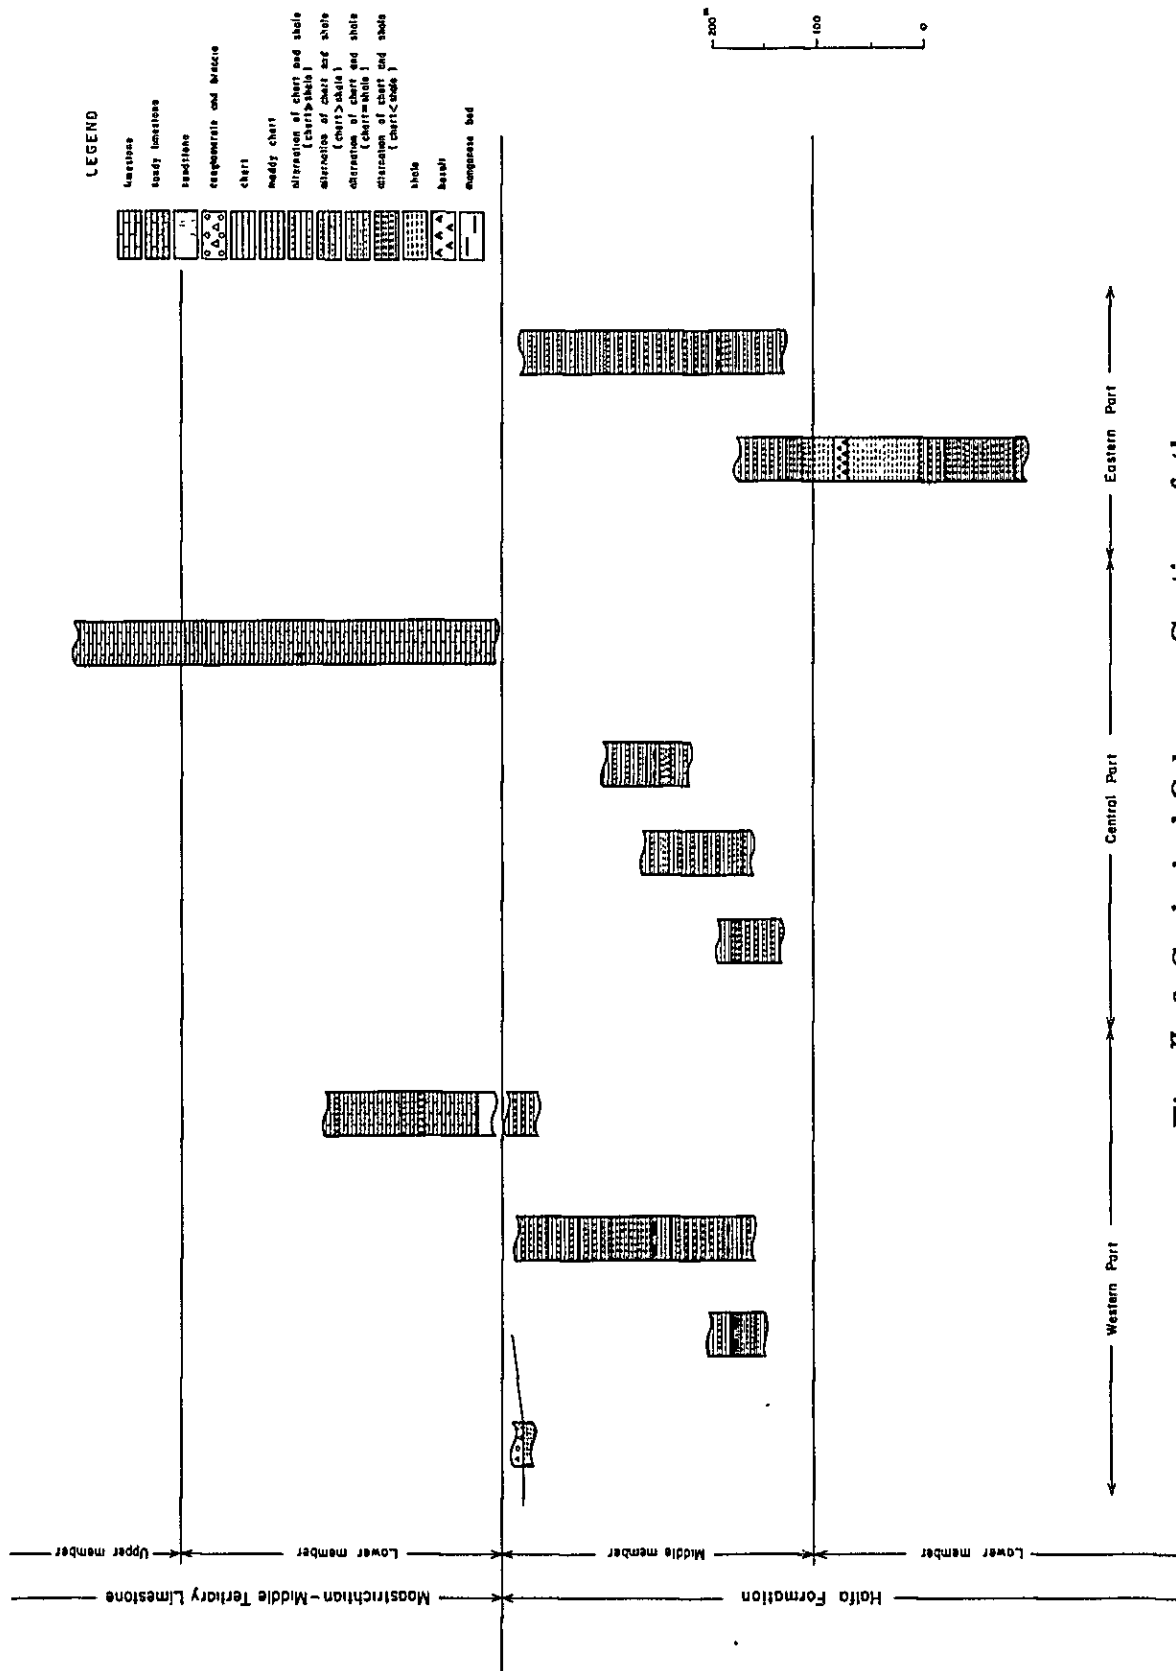 LEGEND
limestone
sandy limestone
sandstone
conglomerate and breccia
chert
muddy chert
alternation of chert and shale
(chert≫shale)
alternation of chert and shale
(chert>shale)
alternation of chert and shale
(chert=shale)
alternation of chert and shale
(chert<shale)
shale
basalt
manganese bed
200m
100
0
Upper member
Lower member
Middle member
Lower member
Maastrichtian-Middle Tertiary Limestone
Halfa Formation
Western Part
Central Part
Eastern Part